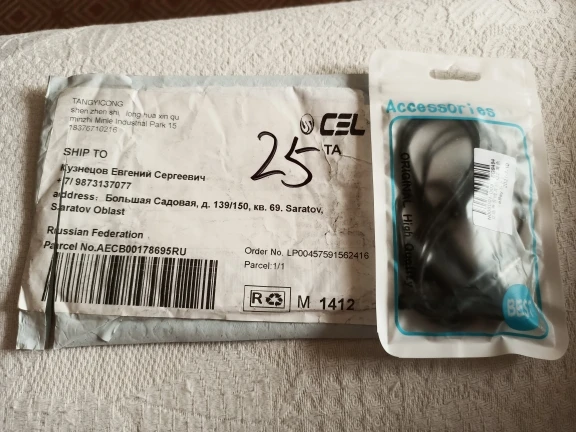 TANGYICONG
shen zhen shi, long hua xin qu
minzhi Minle Industrial Park 15
18376710216
CEL
25
TA
SHIP TO
Кузнецов Евгений Сергеевич
+7/ 9873137077
address: Большая Садовая, д. 139/150, кв. 69. Saratov,
Saratov Oblast
Russian Federation
Parcel No.AECB00178695RU
Order No. LP00457591562416
Parcel:1/1
R
M 1412
Accessories
ORIGINAL High Quality
BES